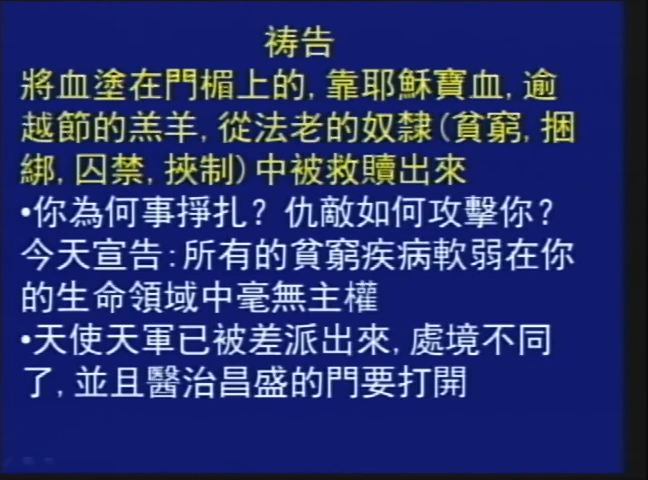 祷告
將血塗在門楣上的, 靠耶穌寶血, 逾
越節的羔羊, 從法老的奴隸(貧窮, 捆
綁, 囚禁, 挾制) 中被救贖出來
•你為何事掙扎? 仇敵如何攻擊你?
今天宣告:所有的貧窮疾病軟弱在你
的生命領域中毫無主權
•天使天軍已被差派出來, 處境不同
了, 並且醫治昌盛的門要打開